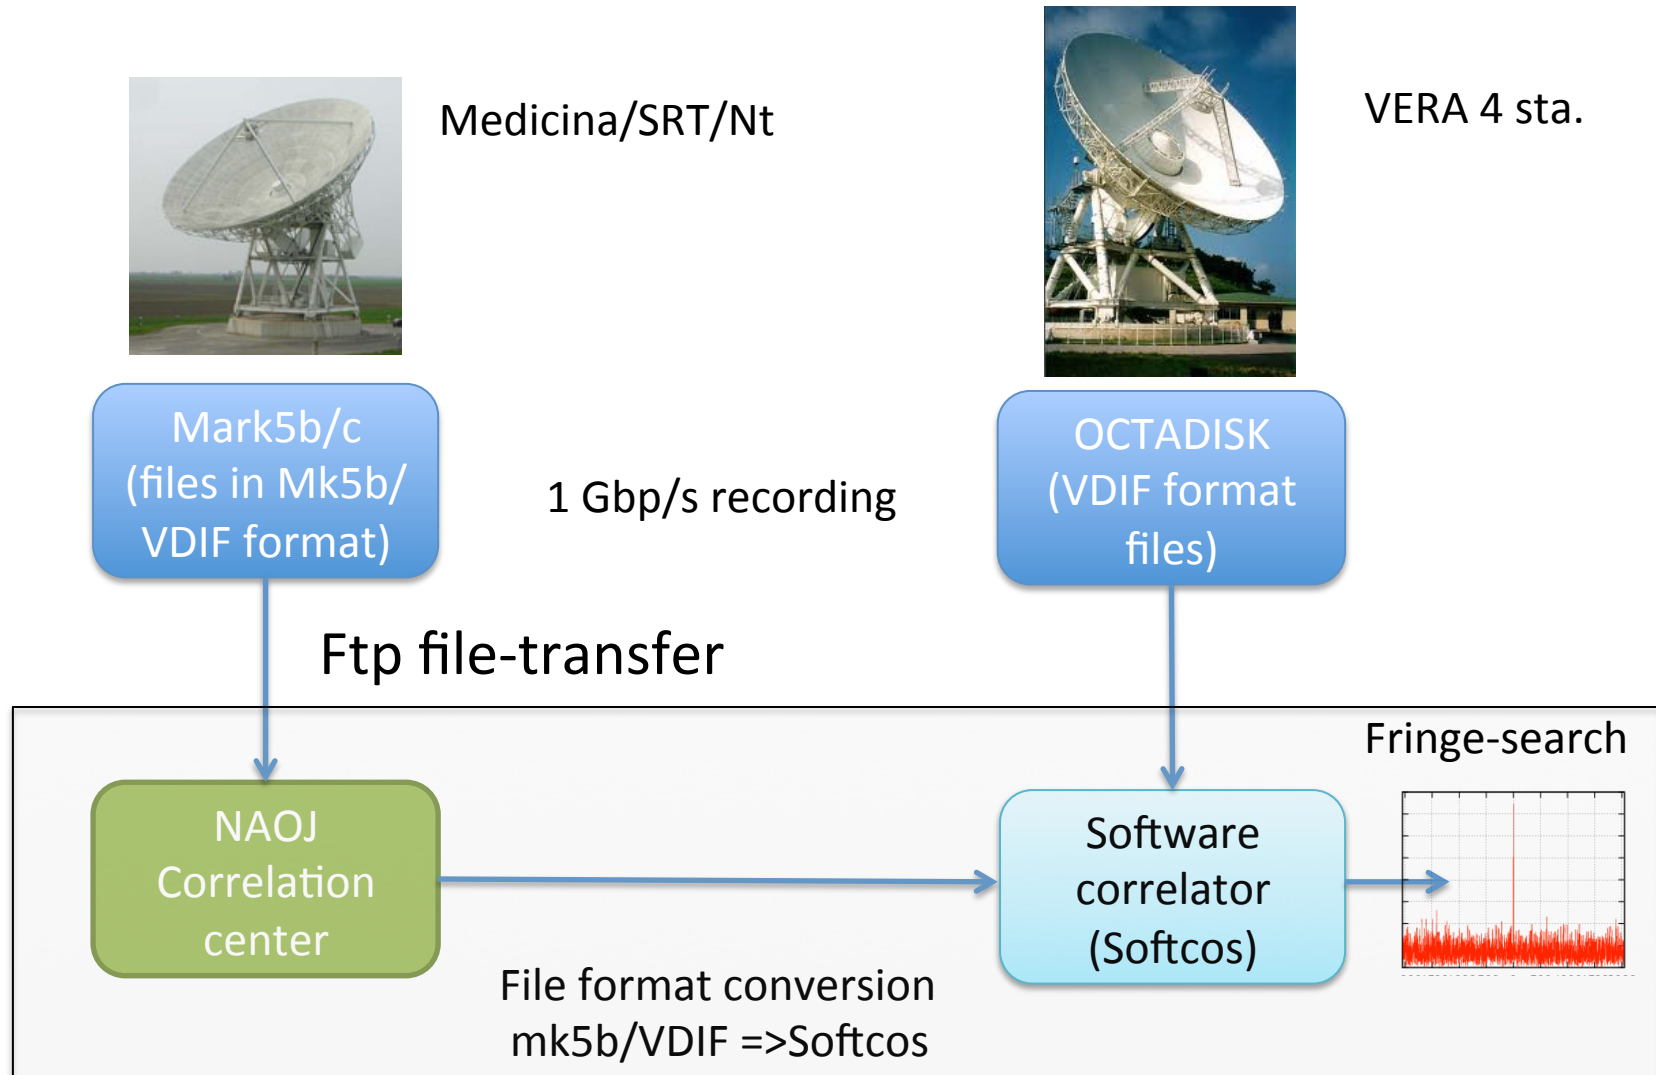 Medicina/SRT/Nt
VERA 4 sta.
Mark5b/c
(files in Mk5b/
VDIF format)
1 Gbp/s recording
OCTADISK
(VDIF format
files)
Ftp file-transfer
Fringe-search
NAOJ
Correlation
center
Software
correlator
(Softcos)
File format conversion
mk5b/VDIF =>Softcos